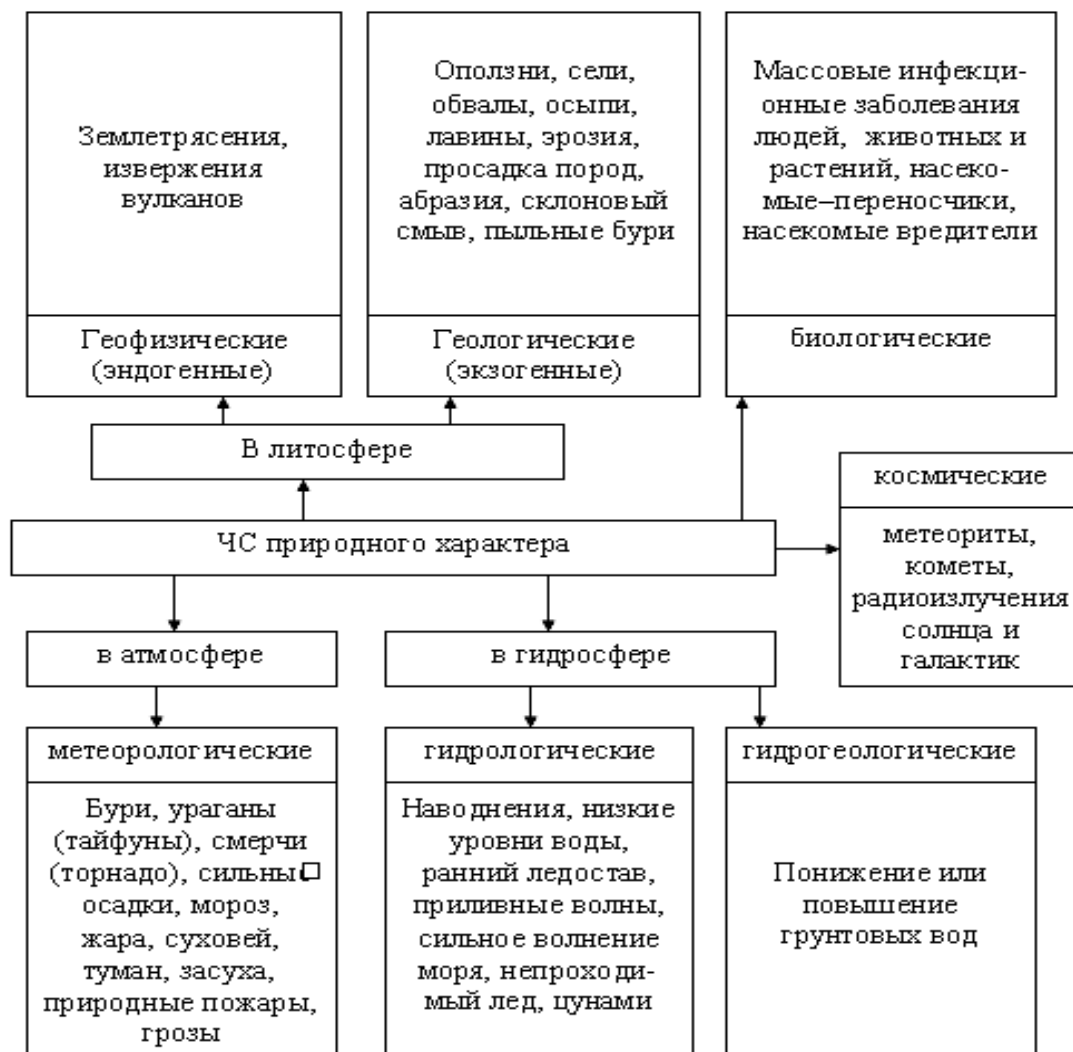 Землетрясения,
извержения
вулканов
Геофизические
(эндогенные)
Оползни, сели,
обвалы, осыпи,
лавины, эрозия,
просадка пород,
абразия, склоновый
смыв, пыльные бури
Геологические
(экзогенные)
Массовые инфекци-
онные заболевания
людей, животных и
растений, насеко-
мые–переносчики,
насекомые вредители
биологические
В литосфере
космические
метеориты,
кометы,
радиоизлучения
солнца и
галактик
ЧС природного характера
в атмосфере
в гидросфере
метеорологические
Бури, ураганы
(тайфуны), смерчи
(торнадо), сильные
осадки, мороз,
жара, суховей,
туман, засуха,
природные пожары,
грозы
гидрологические
Наводнения, низкие
уровни воды,
ранний ледостав,
приливные волны,
сильное волнение
моря, непроходи-
мый лед, цунами
гидрогеологические
Понижение или
повышение
грунтовых вод